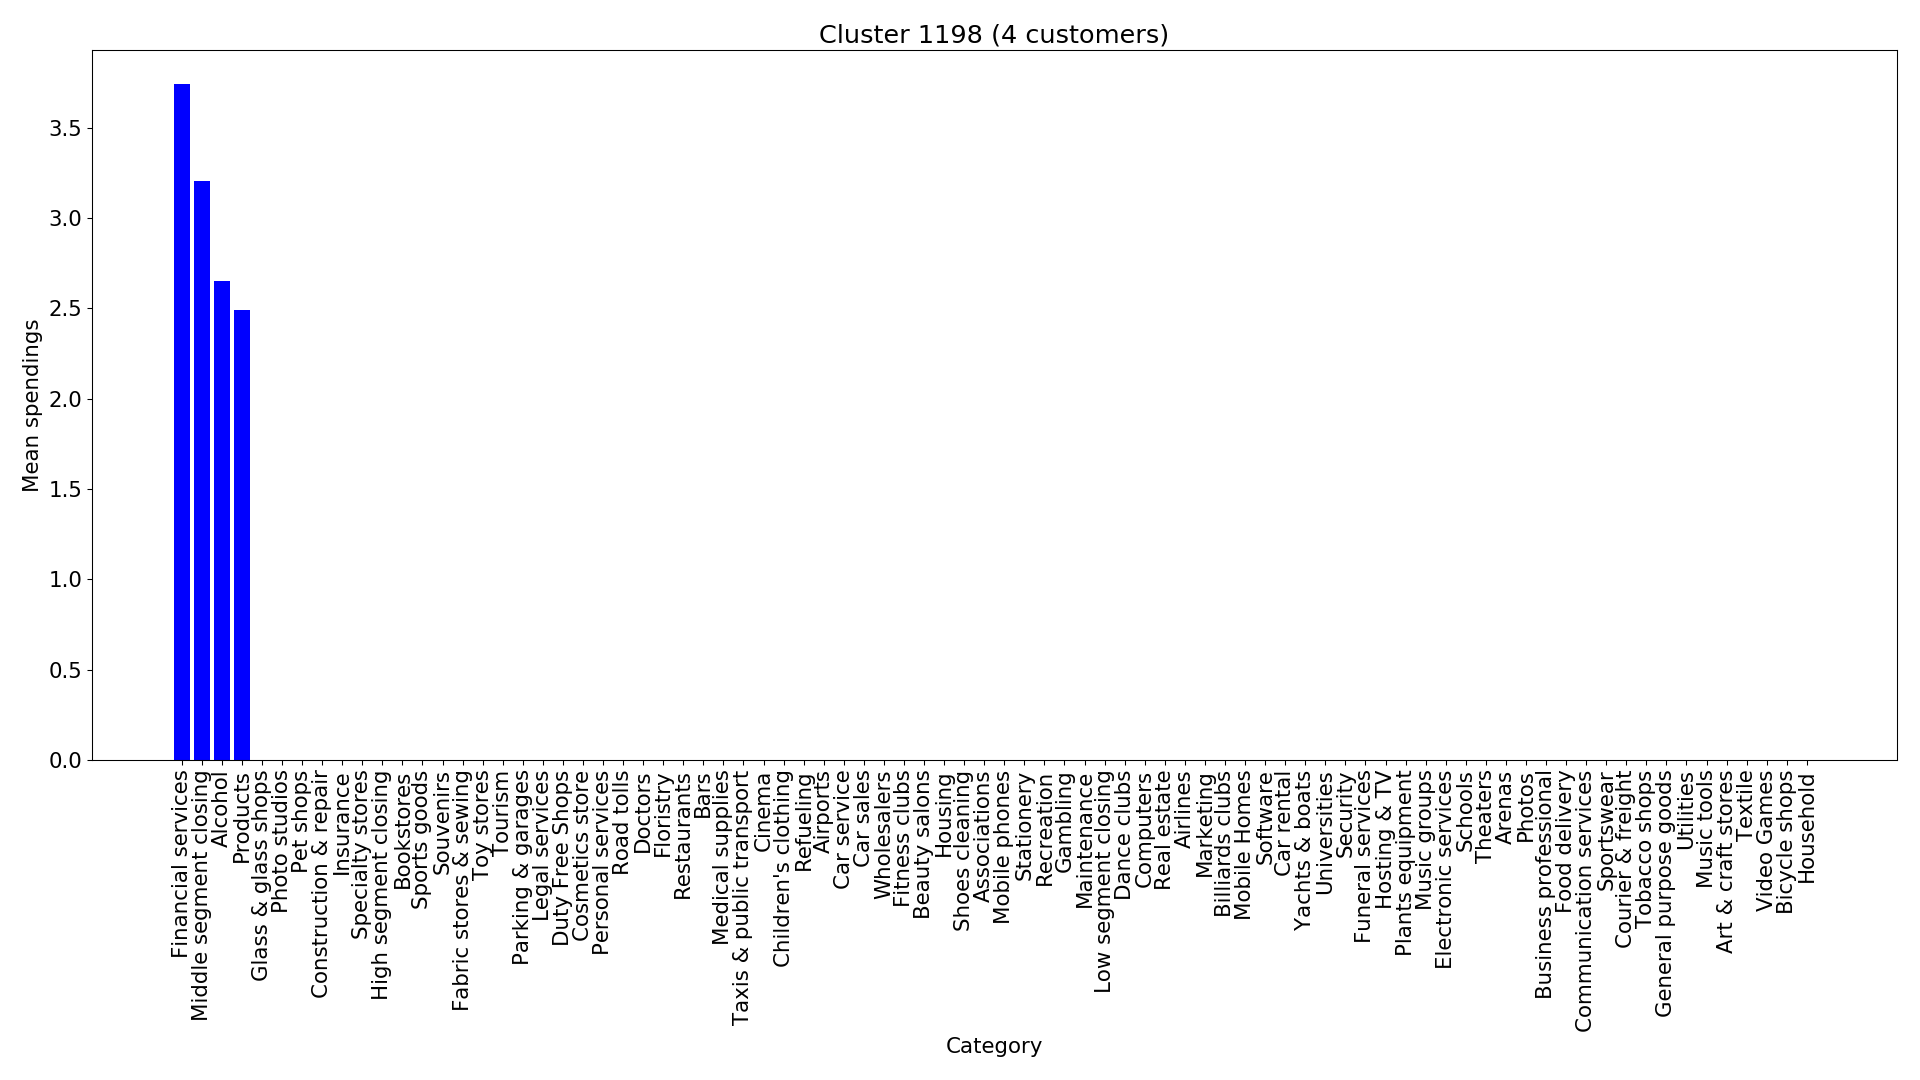 Cluster 1198 (4 customers)
Mean spendings
3.5
3.0
2.5
2.0
1.5
1.0
0.5
0.0
Financial services
Middle segment closing
Alcohol
Products
Glass & glass shops
Photo studios
Pet shops
Construction & repair
Insurance
Specialty stores
High segment closing
Bookstores
Sports goods
Souvenirs
Fabric stores & sewing
Toy stores
Tourism
Parking & garages
Legal services
Duty Free Shops
Cosmetics store
Personal services
Road tolls
Doctors
Floristry
Restaurants
Bars
Medical supplies
Taxis & public transport
Cinema
Children's clothing
Refueling
Airports
Car service
Car sales
Wholesalers
Fitness clubs
Beauty salons
Housing
Shoes cleaning
Associations
Mobile phones
Stationery
Recreation
Gambling
Maintenance
Low segment closing
Dance clubs
Computers
Real estate
Airlines
Marketing
Billiards clubs
Mobile Homes
Software
Car rental
Yachts & boats
Universities
Security
Funeral services
Hosting & TV
Plants equipment
Music groups
Electronic services
Schools
Theaters
Arenas
Photos
Business professional
Food delivery
Communication services
Sportswear
Courier & freight
Tobacco shops
General purpose goods
Utilities
Music tools
Art & craft stores
Textile
Video Games
Bicycle shops
Household
Category